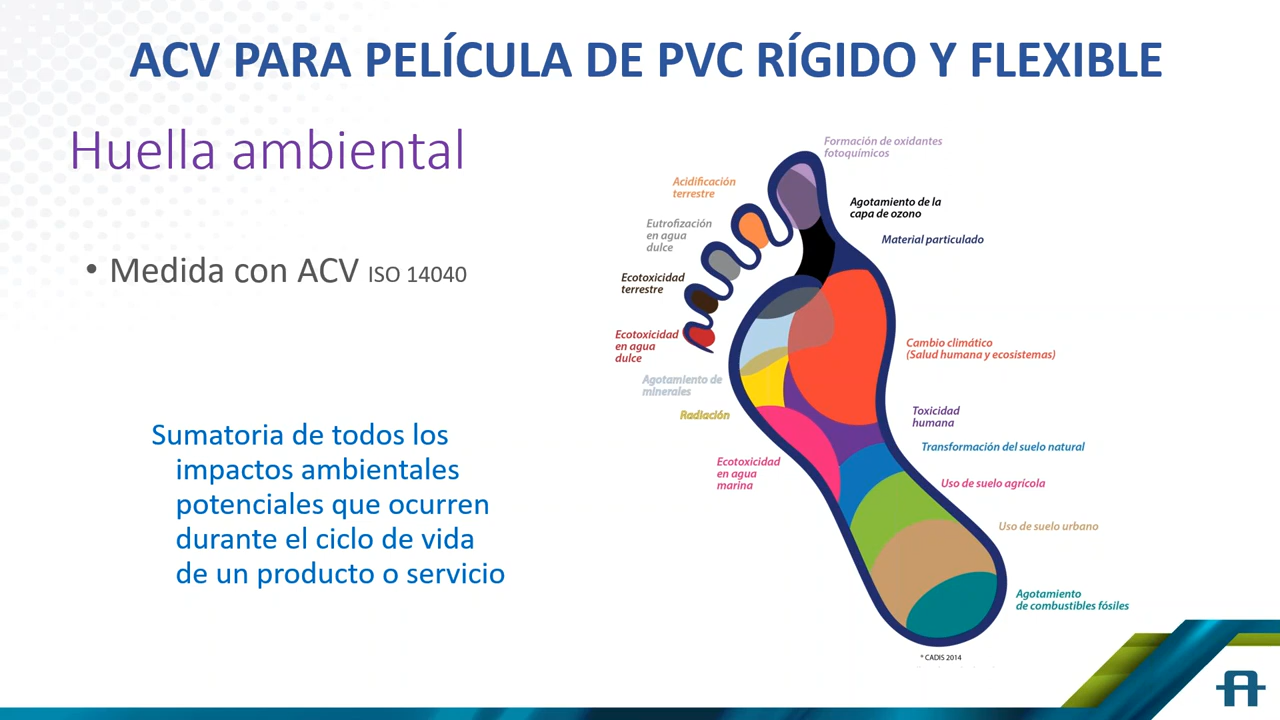 ACV PARA PELÍCULA DE PVC RÍGIDO Y FLEXIBLE
Huella ambiental
• Medida con ACV ISO 14040
Sumatoria de todos los
impactos ambientales
potenciales que ocurren
durante el ciclo de vida
de un producto o servicio
Formación de oxidantes
fotoquímicos
Acidificación
terrestre
Agotamiento de la
capa de ozono
Eutrofización
en agua
dulce
Material particulado
Ecotoxicidad
terrestre
Ecotoxicidad
en agua
dulce
Cambio climático
(Salud humana y ecosistemas)
Agotamiento de
minerales
Radiación
Toxicidad
humana
Transformación del suelo natural
Ecotoxicidad
en agua
marina
Uso de suelo agrícola
Uso de suelo urbano
Agotamiento
de combustibles fósiles
* CADIS 2014